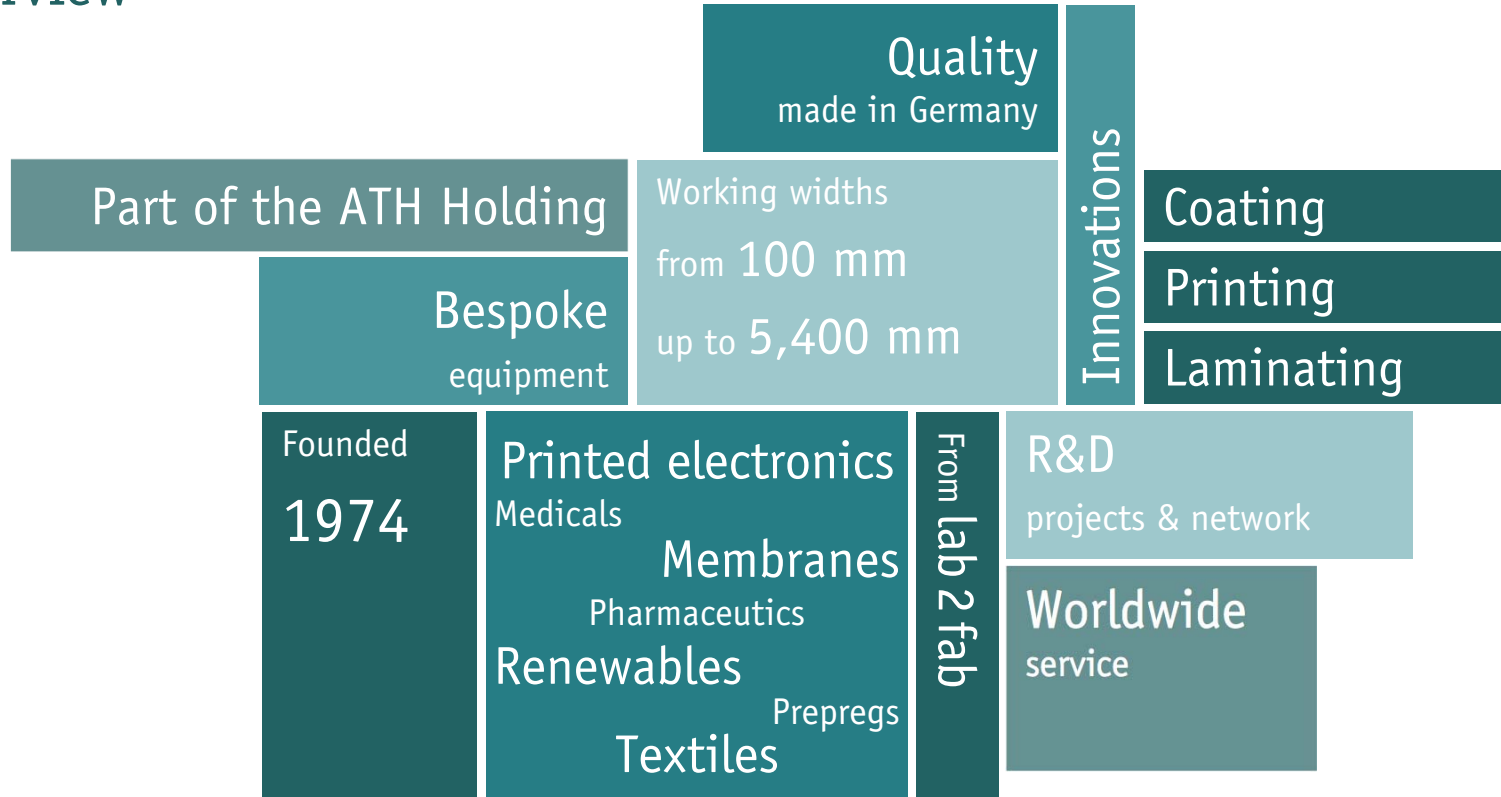 Quality
made in Germany
Part of the ATH Holding
Working widths
from 100 mm
up to 5,400 mm
Innovations
Coating
Printing
Laminating
Bespoke
equipment
Founded
1974
Printed electronics
Medicals
Membranes
Pharmaceutics
Renewables
Prepregs
Textiles
From lab 2 fab
R&D
projects & network
Worldwide
service